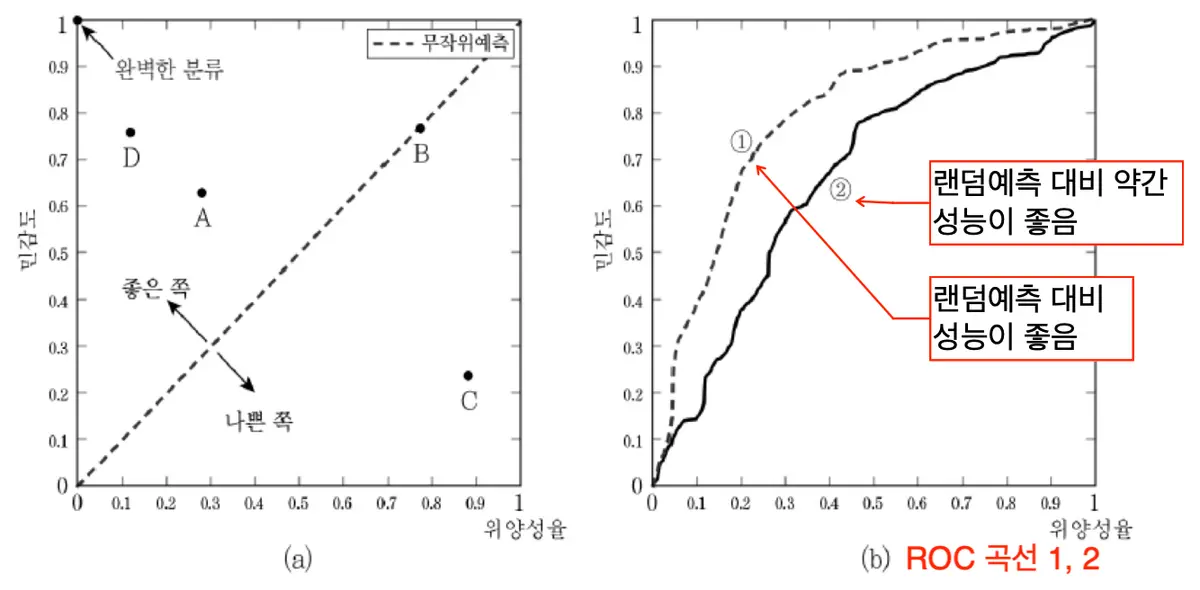 1
0.9
0.8
0.7
0.6
0.5
0.4
0.3
0.2
0.1
0
민감도
무작위예측
완벽한 분류
D
B
A
좋은 쪽
나쁜 쪽
C
0 0.1 0.2 0.3 0.4 0.5 0.6 0.7 0.8 0.9 1
위양성율
(a)
1
0.9
0.8
0.7
0.6
0.5
0.4
0.3
0.2
0.1
0
민감도
①
②
랜덤예측 대비 약간
성능이 좋음
랜덤예측 대비
성능이 좋음
0 0.1 0.2 0.3 0.4 0.5 0.6 0.7 0.8 0.9 1
위양성율
(b) ROC 곡선 1, 2